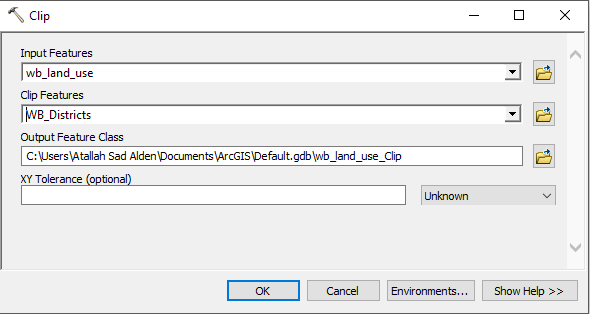 Clip
Input Features
wb_land_use
Clip Features
WB_Districts
Output Feature Class
C:\Users\Atallah Sad Alden\Documents\ArcGIS\Default.gdb\wb_land_use_Clip
XY Tolerance (optional)
Unknown
OK Cancel Environments... Show Help >>